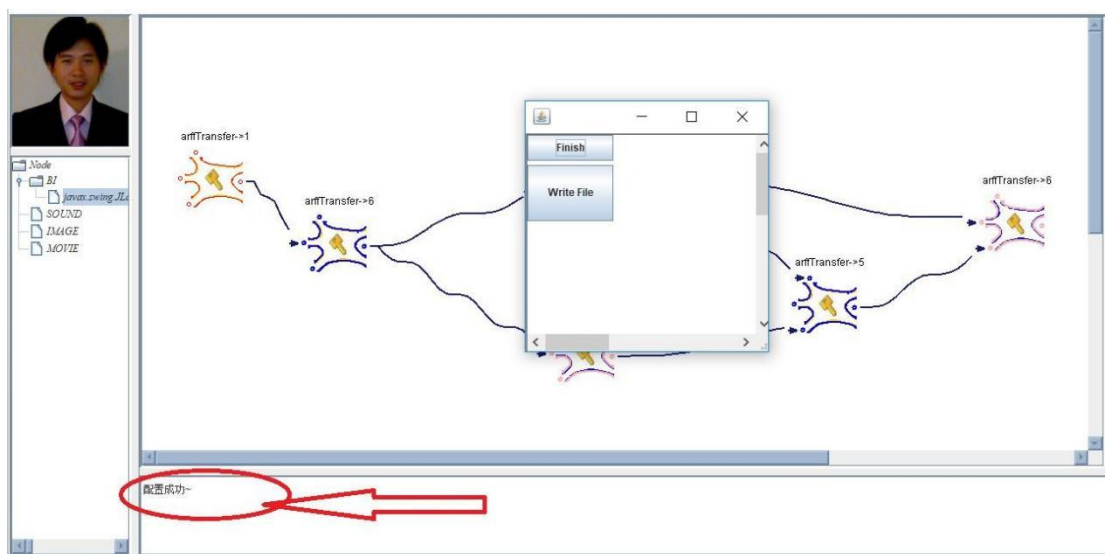 arffTransfer->1
Finish
Write File
Node
BI
javax.swing.JL
SOUND
IMAGE
MOVIE
arffTransfer->6
arffTransfer->6
arffTransfer->5
配置成功~